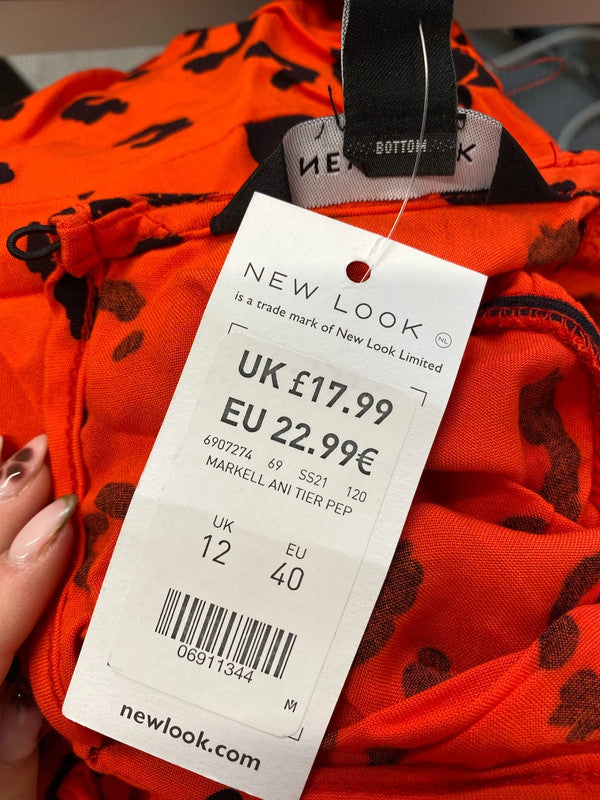 BOTTOM
NEW LOOK
is a trade mark of New Look Limited
NL
UK £17.99
EU 22.99€
6907274 69 SS21 120
MARKELL ANI TIER PEP
UK EU
12 40
06911344
M
newlook.com